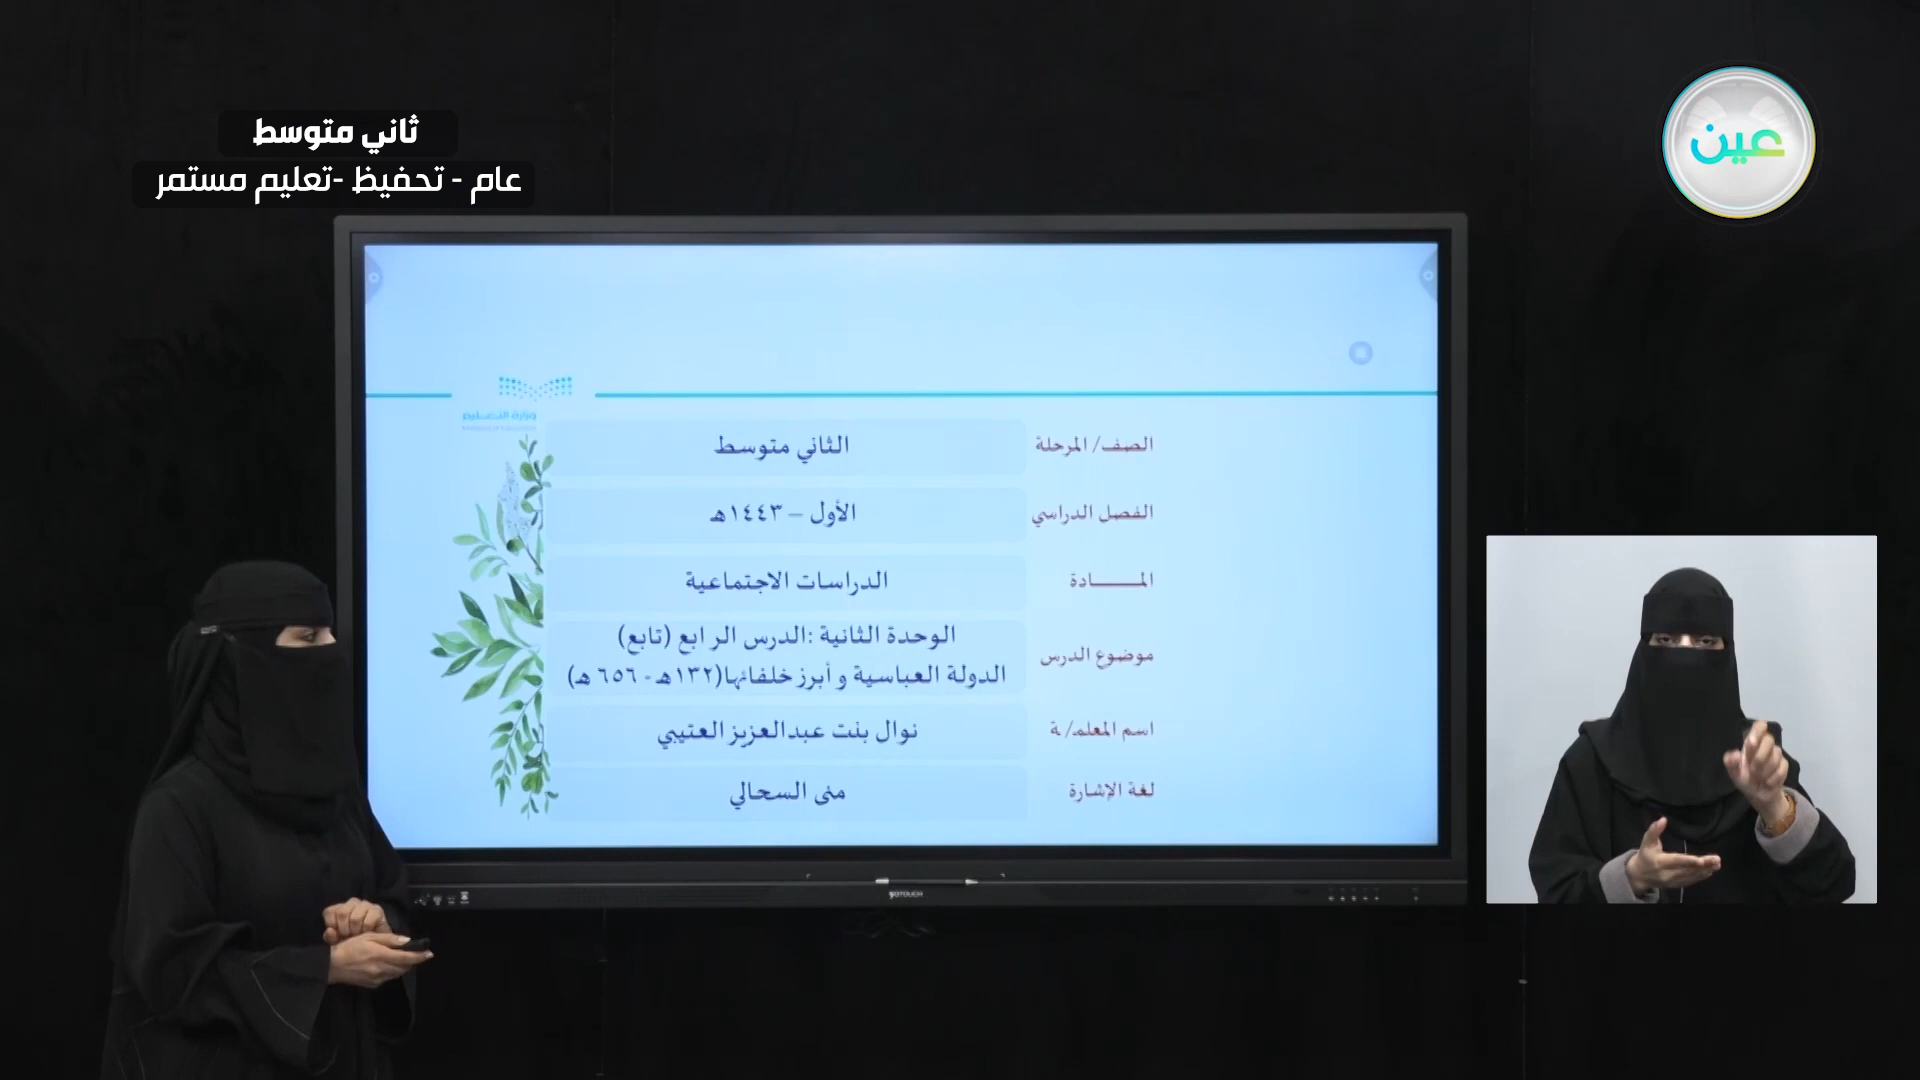 ثاني متوسط
عام - تحفيظ -تعليم مستمر
عين
وزارة التعليم
الصف/ المرحلة
الثاني متوسط
الفصل الدراسي
الأول – ١٤٤٣هـ
المــــــادة
الدراسات الاجتماعية
موضوع الدرس
الوحدة الثانية :الدرس الرابع (تابع)
الدولة العباسية وأبرز خلفائها(١٣٢هـ - ٦٥٦ هـ)
اسم المعلم/ ـة
نوال بنت عبدالعزيز العتيبي
لغة الإشارة
منى السحالي